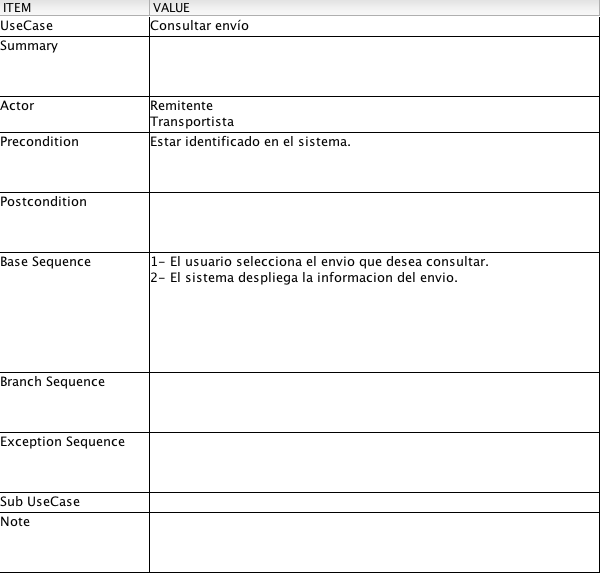 ITEM VALUE
UseCase Consultar envío
Summary
Actor Remitente
Transportista
Precondition Estar identificado en el sistema.
Postcondition
Base Sequence 1- El usuario selecciona el envio que desea consultar.
2- El sistema despliega la informacion del envio.
Branch Sequence
Exception Sequence
Sub UseCase
Note